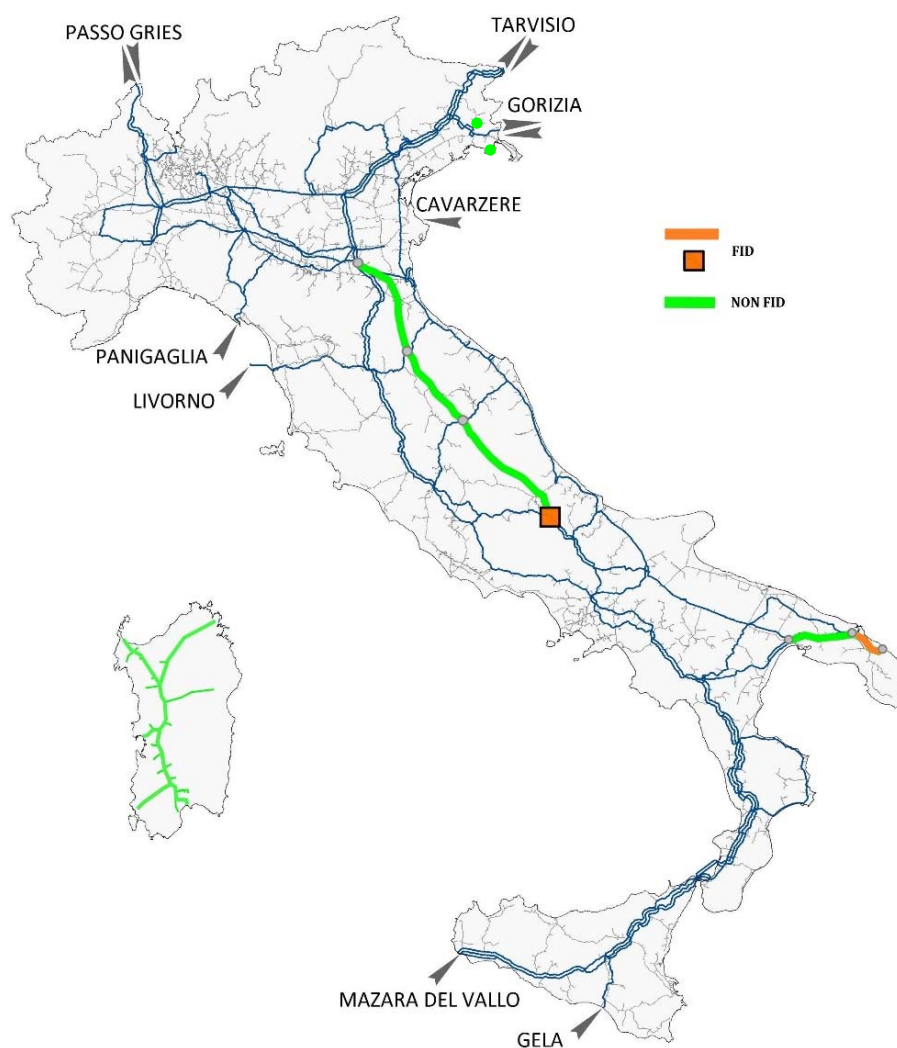 PASSO GRIES
TARVISIO
GORIZIA
CAVARZERE
FID
NON FID
PANIGAGLIA
LIVORNO
MAZARA DEL VALLO
GELA